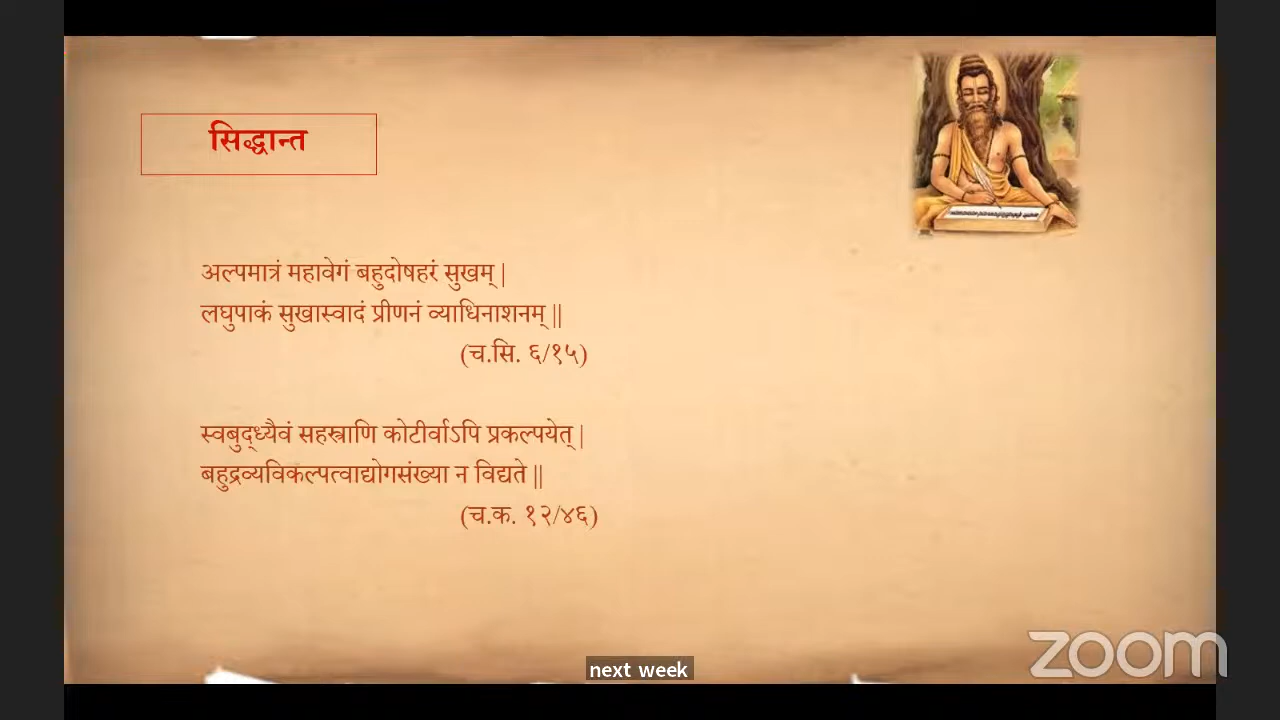 सिद्धान्त
अल्पमात्रं महावेगं बहुदोषहरं सुखम् |
लघुपाकं सुखास्वादं प्रीणनं व्याधिनाशनम् ||
(च.सि. ६/१५)
स्वबुद्ध्यैवं सहस्त्राणि कोटीर्वाऽपि प्रकल्पयेत् |
बहुद्रव्यविकल्पत्वाद्योगसंख्या न विद्यते ||
(च.क. १२/४६)
next week
zoom